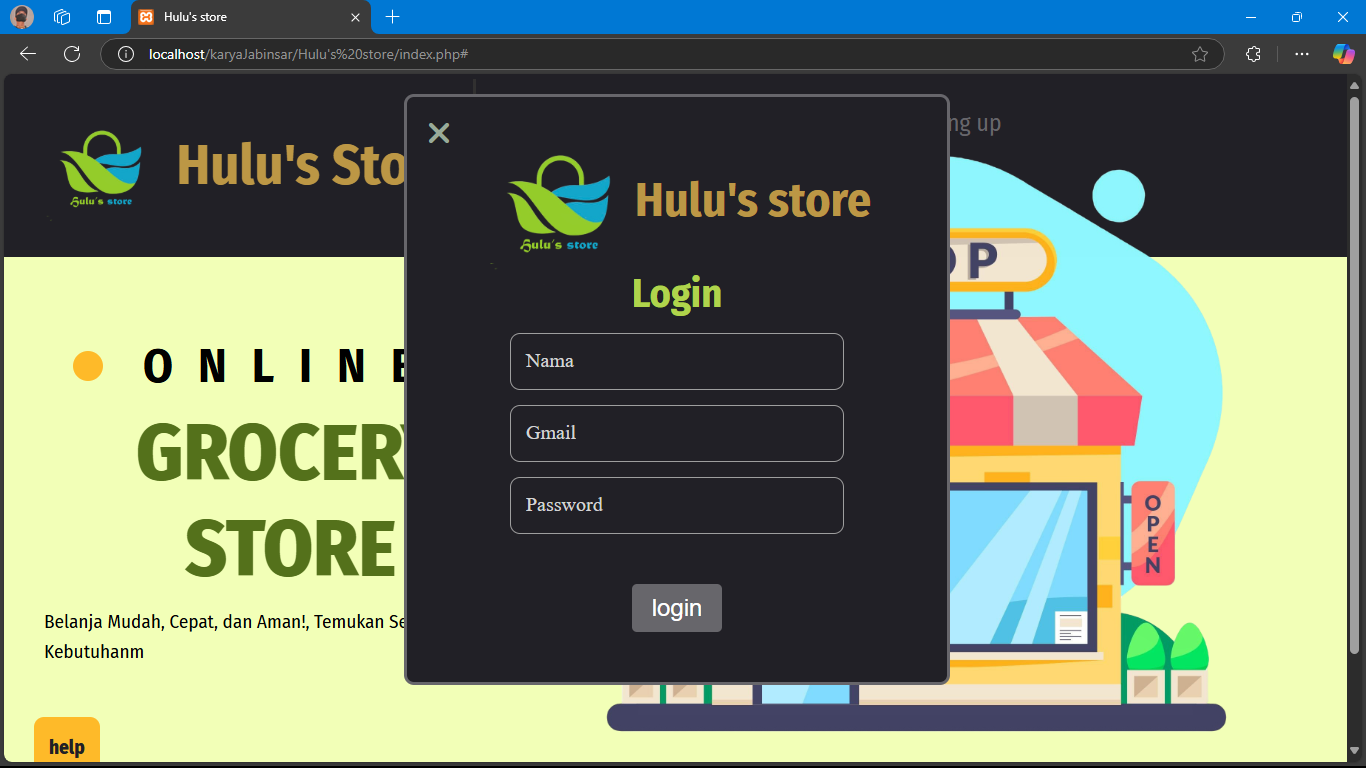 Hulu's store
localhost/karyaJabinsar/Hulu's%20store/index.php#
Hulu's store
Hulu's Sto
ng up
Hulu's store
Hulu's store
Login
Nama
Gmail
Password
login
ONLINE
GROCERY
STORE
Belanja Mudah, Cepat, dan Aman!, Temukan Se
Kebutuhanm
OP
OPEN
help